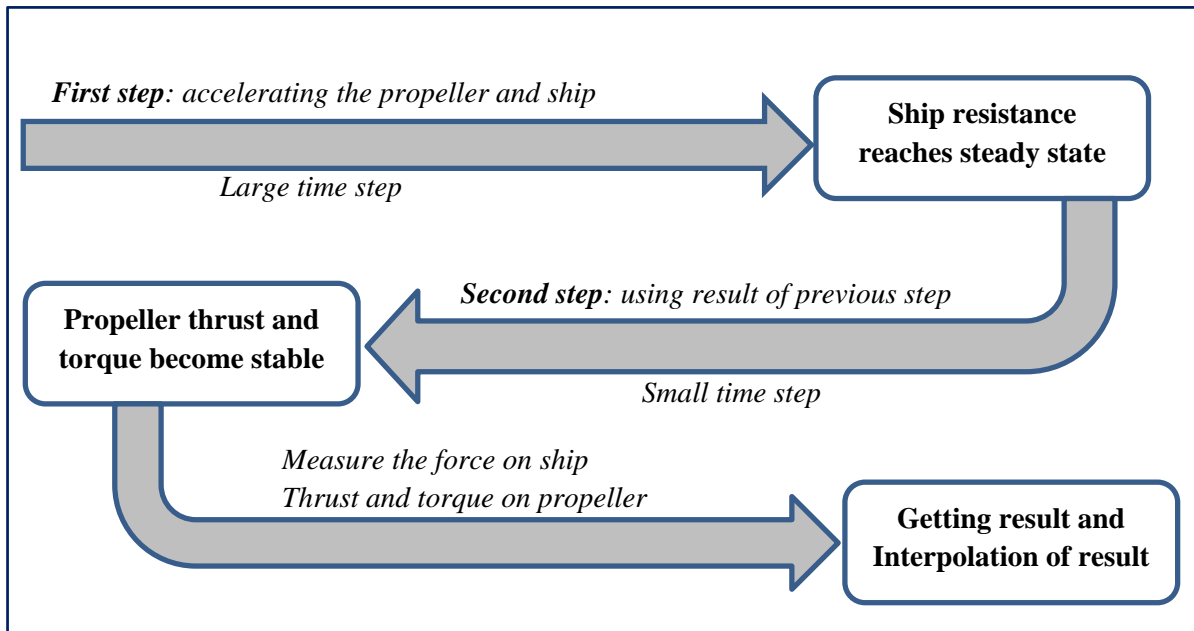 First step: accelerating the propeller and ship
Large time step
Ship resistance
reaches steady state
Second step: using result of previous step
Small time step
Propeller thrust and
torque become stable
Measure the force on ship
Thrust and torque on propeller
Getting result and
Interpolation of result